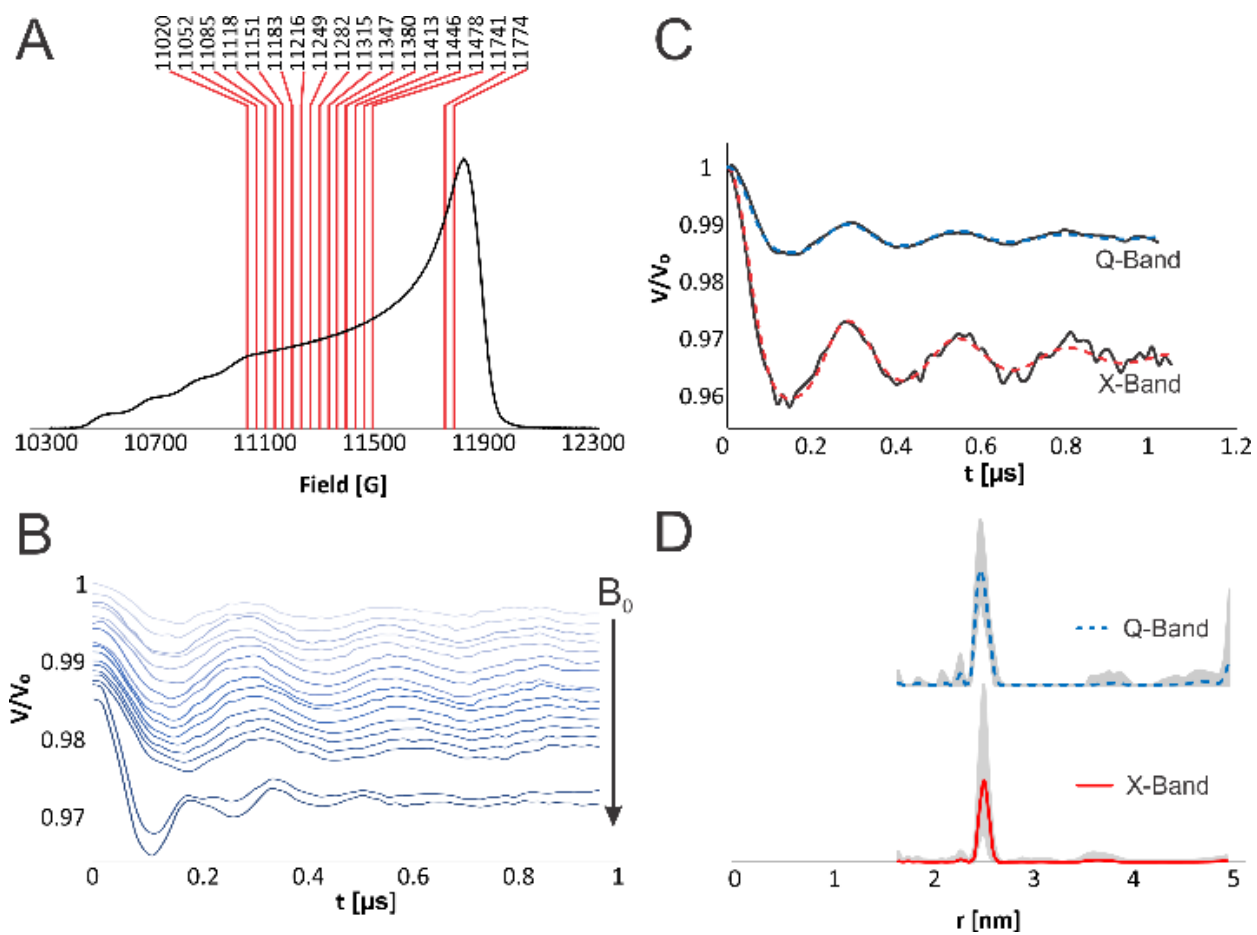 A
11020
11052
11085
11118
11151
11183
11216
11249
11282
11315
11347
11380
11413
11446
11478
11741
11774
10300 10700 11100 11500 11900 12300
Field [G]
B
1
0.99
0.98
0.97
V/V₀
B₀
0 0.2 0.4 0.6 0.8 1
t [µs]
C
1
0.99
0.98
0.97
0.96
V/V₀
Q-Band
X-Band
0 0.2 0.4 0.6 0.8 1 1.2
t [µs]
D
Q-Band
X-Band
0 1 2 3 4 5
r [nm]